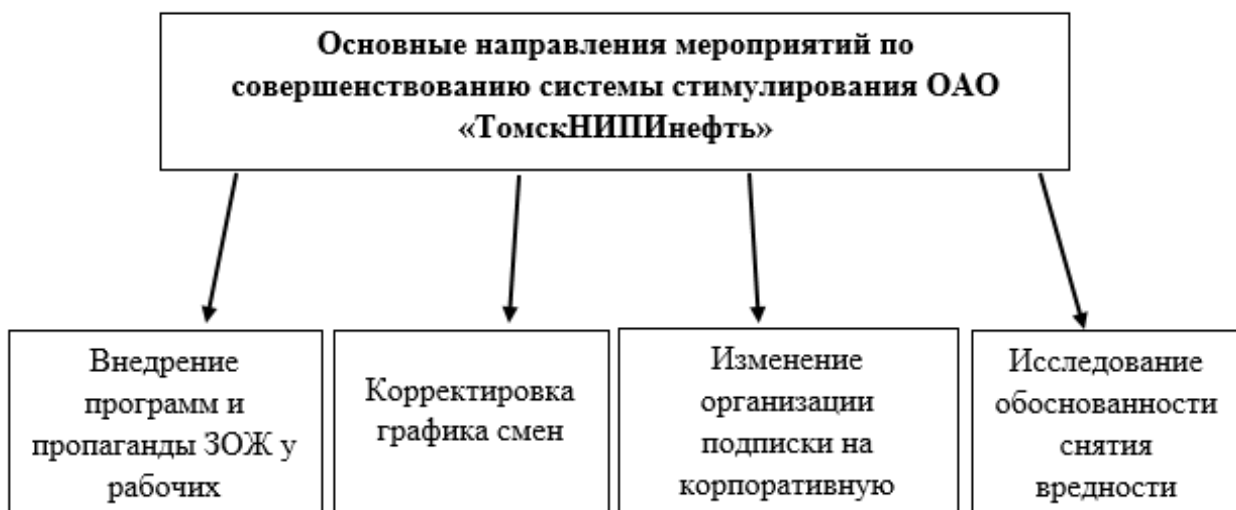 Основные направления мероприятий по
совершенствованию системы стимулирования ОАО
«ТомскНИПИнефть»
Внедрение
программ и
пропаганды ЗОЖ у
рабочих
Корректировка
графика смен
Изменение
организации
подписки на
корпоративную
Исследование
обоснованности
снятия
вредности